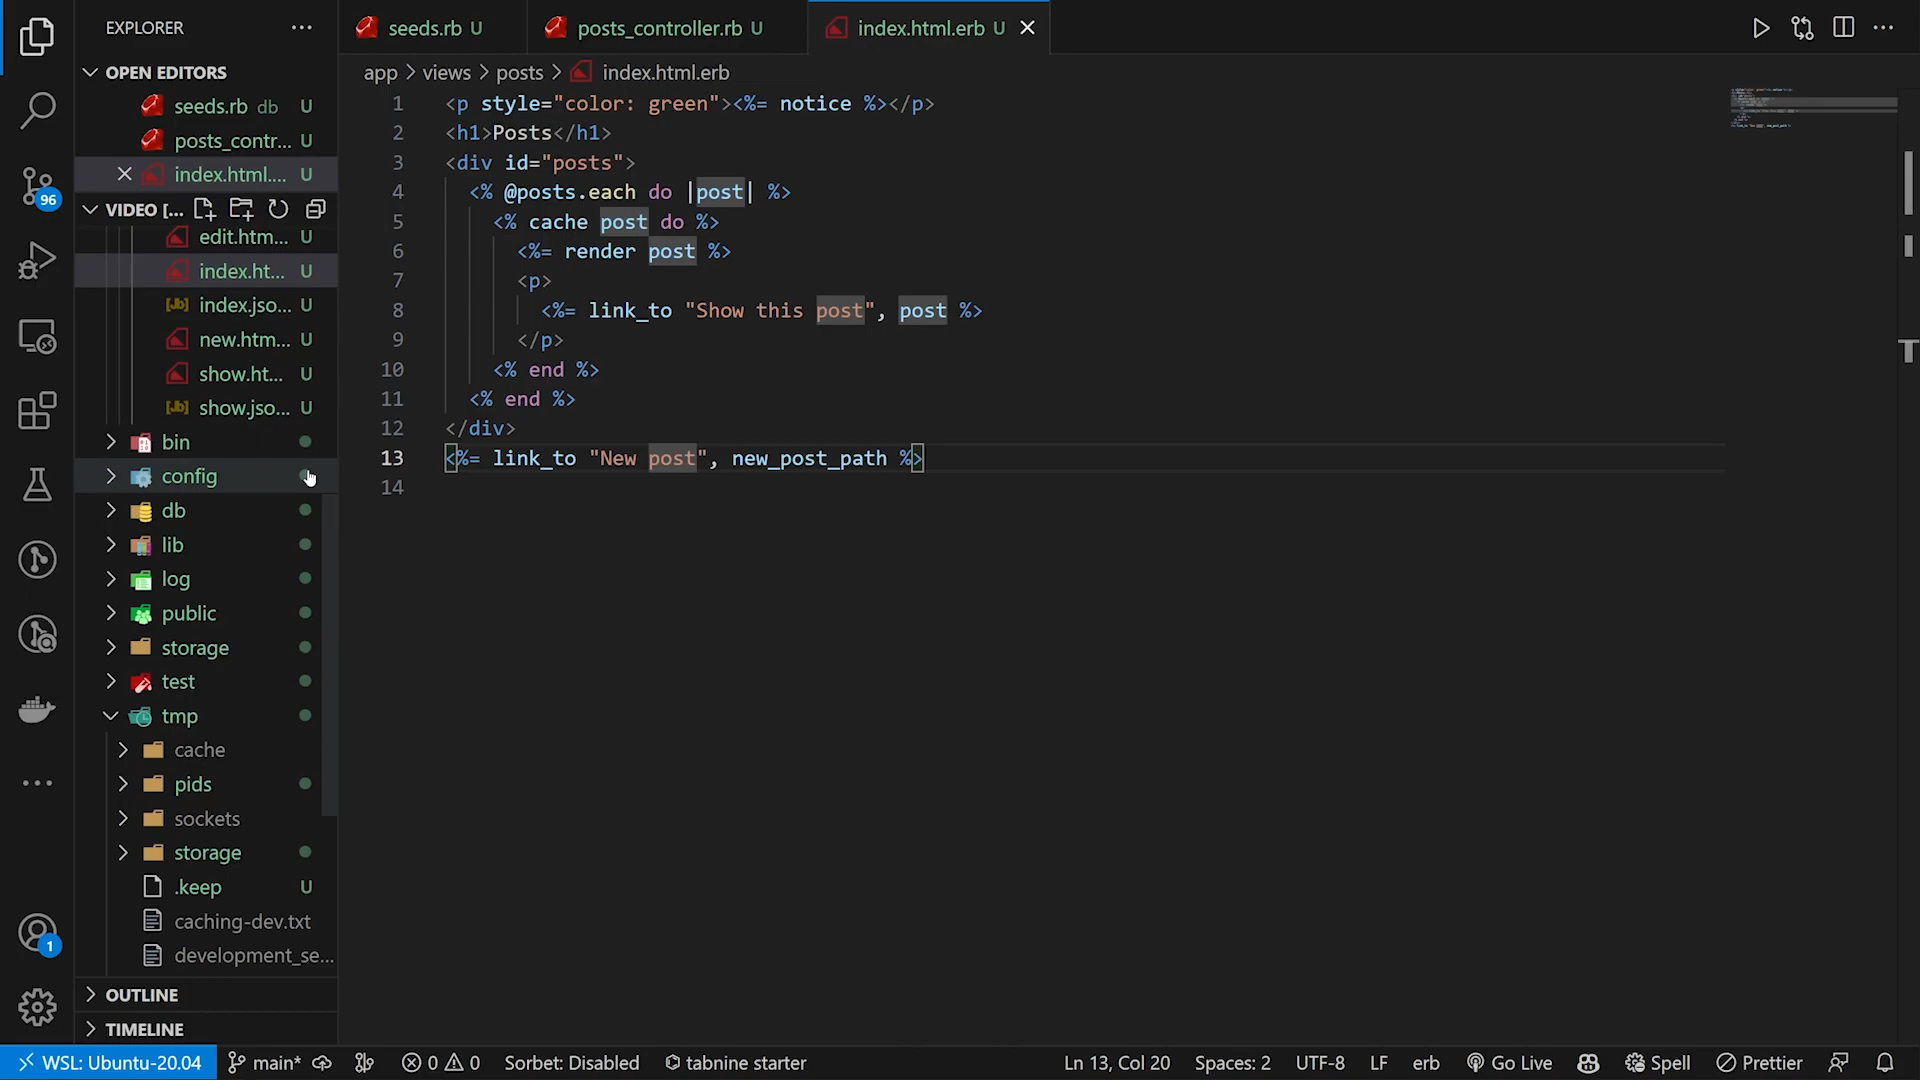 EXPLORER
seeds.rb U
posts_controller.rb U
index.html.erb U
OPEN EDITORS
seeds.rb db U
posts_contr... U
index.html.... U
VIDEO [...
edit.htm... U
index.ht... U
index.jso... U
new.htm... U
show.ht... U
show.jso... U
bin
config
db
lib
log
public
storage
test
tmp
cache
pids
sockets
storage
.keep U
caching-dev.txt
development_se...
OUTLINE
TIMELINE
96
1
app > views > posts > index.html.erb
1 <p style="color: green"><%= notice %></p>
2 <h1>Posts</h1>
3 <div id="posts">
4 <% @posts.each do |post| %>
5 <% cache post do %>
6 <%= render post %>
7 <p>
8 <%= link_to "Show this post", post %>
9 </p>
10 <% end %>
11 <% end %>
12 </div>
13 <%= link_to "New post", new_post_path %>
14
WSL: Ubuntu-20.04 main* 0 0 Sorbet: Disabled tabnine starter Ln 13, Col 20 Spaces: 2 UTF-8 LF erb Go Live Spell Prettier